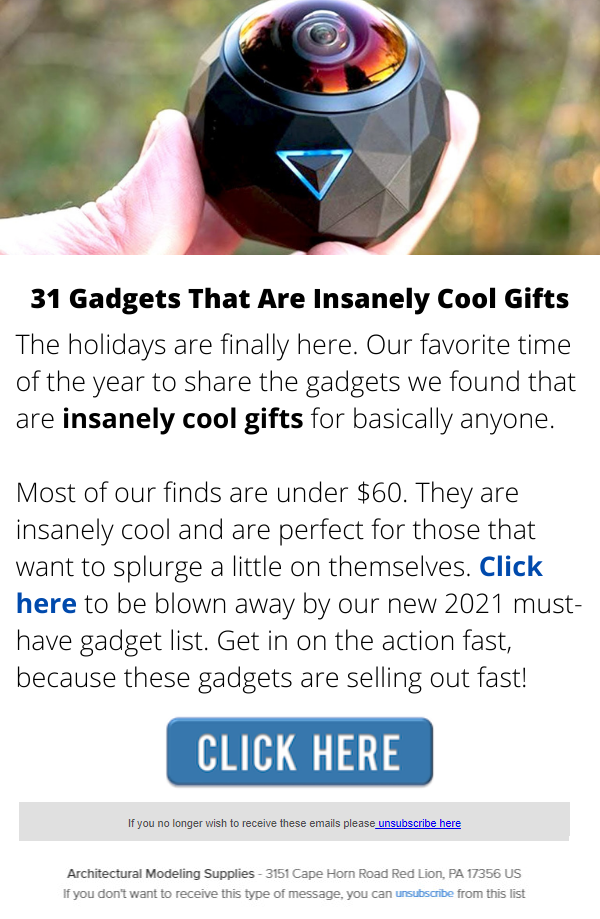 31 Gadgets That Are Insanely Cool Gifts
The holidays are finally here. Our favorite time
of the year to share the gadgets we found that
are insanely cool gifts for basically anyone.
Most of our finds are under $60. They are
insanely cool and are perfect for those that
want to splurge a little on themselves. Click
here to be blown away by our new 2021 must-
have gadget list. Get in on the action fast,
because these gadgets are selling out fast!
CLICK HERE
If you no longer wish to receive these emails please unsubscribe here
Architectural Modeling Supplies - 3151 Cape Horn Road Red Lion, PA 17356 US
If you don't want to receive this type of message, you can unsubscribe from this list